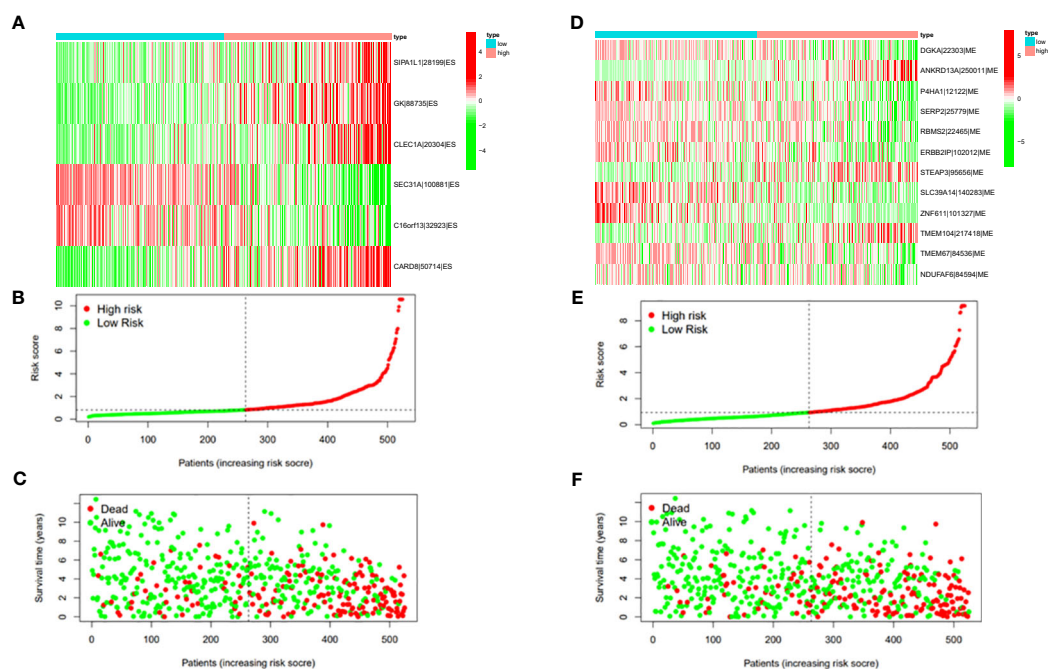 A
type
type
low
high
4
2
0
-2
-4
SIPA1L1|28199|ES
GK|88735|ES
CLEC1A|20304|ES
SEC31A|100881|ES
C16orf13|32923|ES
CARD8|50714|ES
B
High risk
Low Risk
Risk score
0 2 4 6 8 10
0 100 200 300 400 500
Patients (increasing risk socre)
C
Dead
Alive
Survival time (years)
0 2 4 6 8 10
0 100 200 300 400 500
Patients (increasing risk socre)
D
type
type
low
high
5
0
-5
DGKA|22303|ME
ANKRD13A|250011|ME
P4HA1|12122|ME
SERP2|25779|ME
RBMS2|22465|ME
ERBB2IP|102012|ME
STEAP3|95656|ME
SLC39A14|140283|ME
ZNF611|101327|ME
TMEM104|217418|ME
TMEM67|84536|ME
NDUFAF6|84594|ME
E
High risk
Low Risk
Risk score
0 2 4 6 8
0 100 200 300 400 500
Patients (increasing risk socre)
F
Dead
Alive
Survival time (years)
0 2 4 6 8 10
0 100 200 300 400 500
Patients (increasing risk socre)